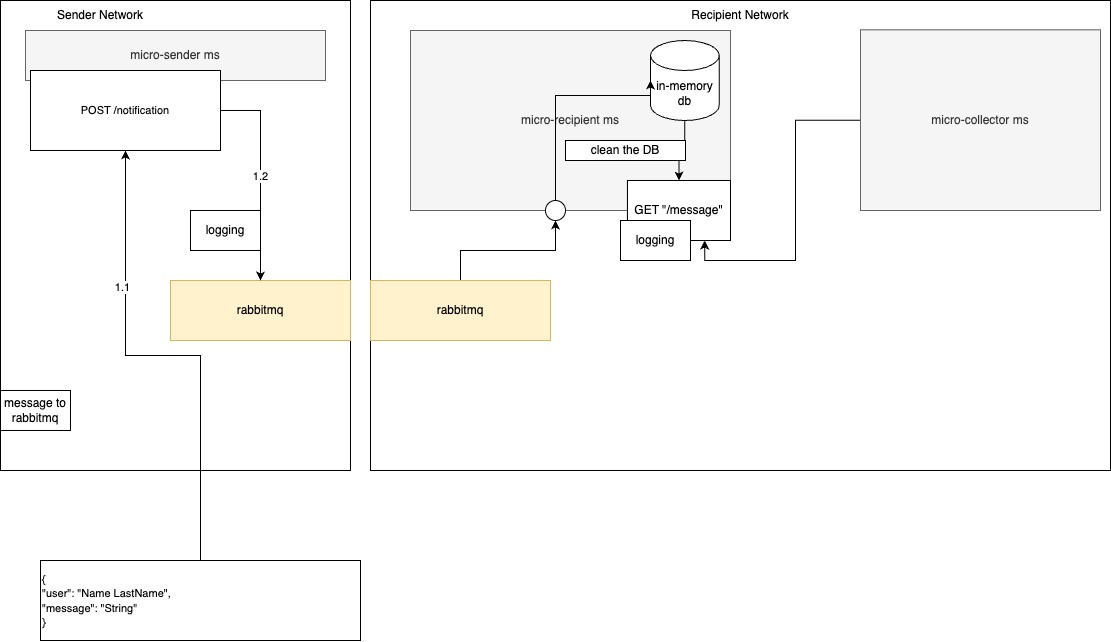 Sender Network
micro-sender ms
POST /notification
1.2
logging
rabbitmq
1.1
message to
rabbitmq
{
"user": "Name LastName",
"message": "String"
}
Recipient Network
in-memory
db
micro-recipient ms
clean the DB
GET "/message"
logging
rabbitmq
micro-collector ms